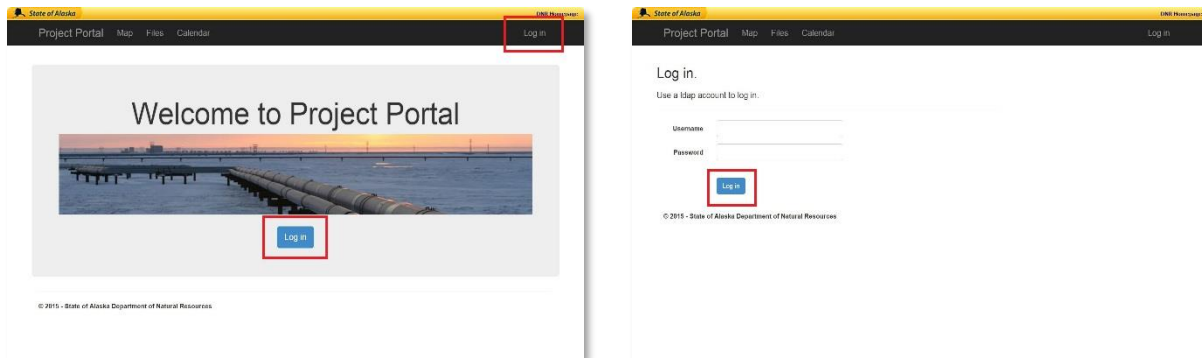 State of Alaska
DNR Homepage
Project Portal Map Files Calendar
Log in
Welcome to Project Portal
Log in
© 2015 - State of Alaska Department of Natural Resources
State of Alaska
DNR Homepage
Project Portal Map Files Calendar
Log in
Log in.
Use a ldap account to log in.
Username
Password
Log in
© 2015 - State of Alaska Department of Natural Resources